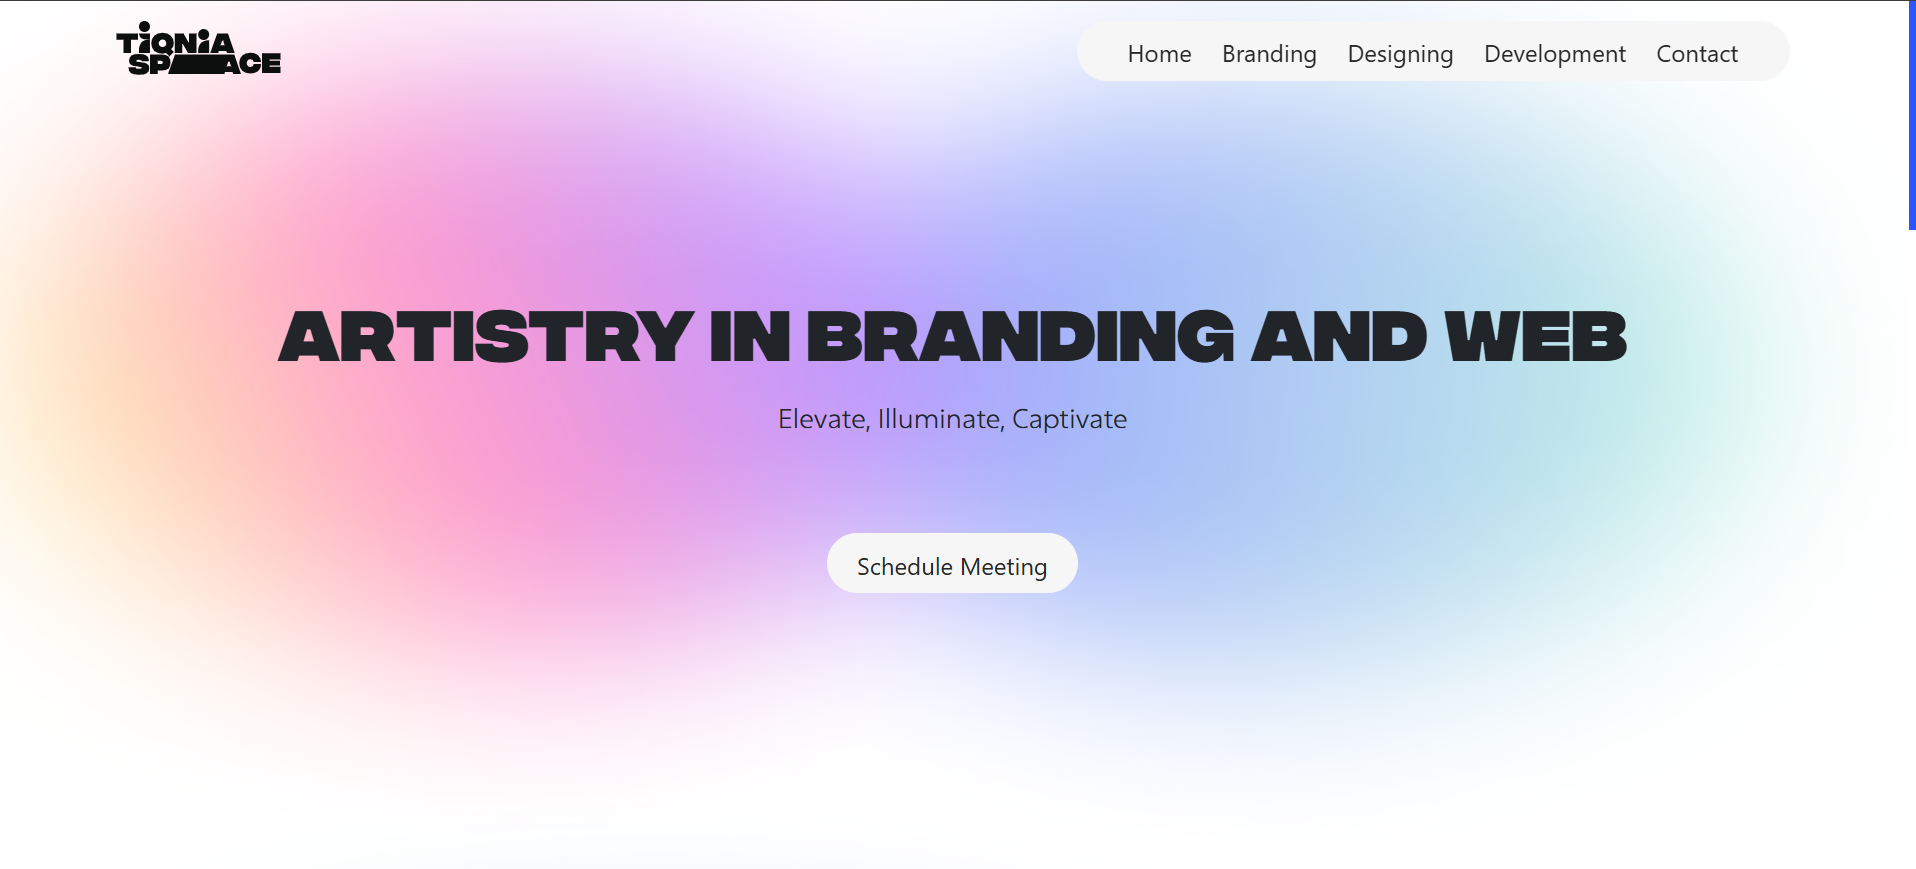 TiQNiA
SPACE
Home Branding Designing Development Contact
ARTISTRY IN BRANDING AND WEB
Elevate, Illuminate, Captivate
Schedule Meeting